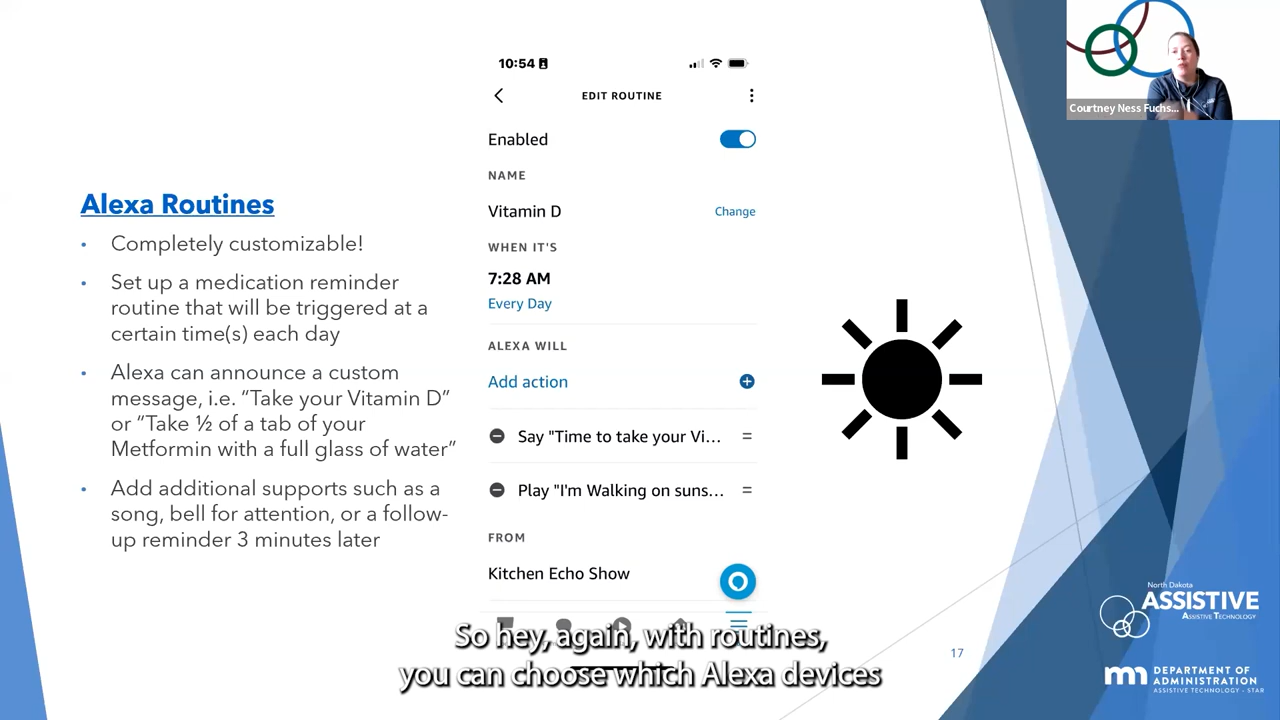 Courtney Ness Fuchs...
10:54
EDIT ROUTINE
Enabled
NAME
Vitamin D
Change
WHEN IT'S
7:28 AM
Every Day
ALEXA WILL
Add action
Say "Time to take your Vi...
Play "I'm Walking on suns...
FROM
Kitchen Echo Show
Alexa Routines
• Completely customizable!
• Set up a medication reminder
routine that will be triggered at a
certain time(s) each day
• Alexa can announce a custom
message, i.e. “Take your Vitamin D”
or “Take ½ of a tab of your
Metformin with a full glass of water”
• Add additional supports such as a
song, bell for attention, or a follow-
up reminder 3 minutes later
So hey, again, with routines,
you can choose which Alexa devices
17
North Dakota
ASSISTIVE
ASSISTIVE TECHNOLOGY
mn DEPARTMENT OF
ADMINISTRATION
ASSISTIVE TECHNOLOGY - STAR